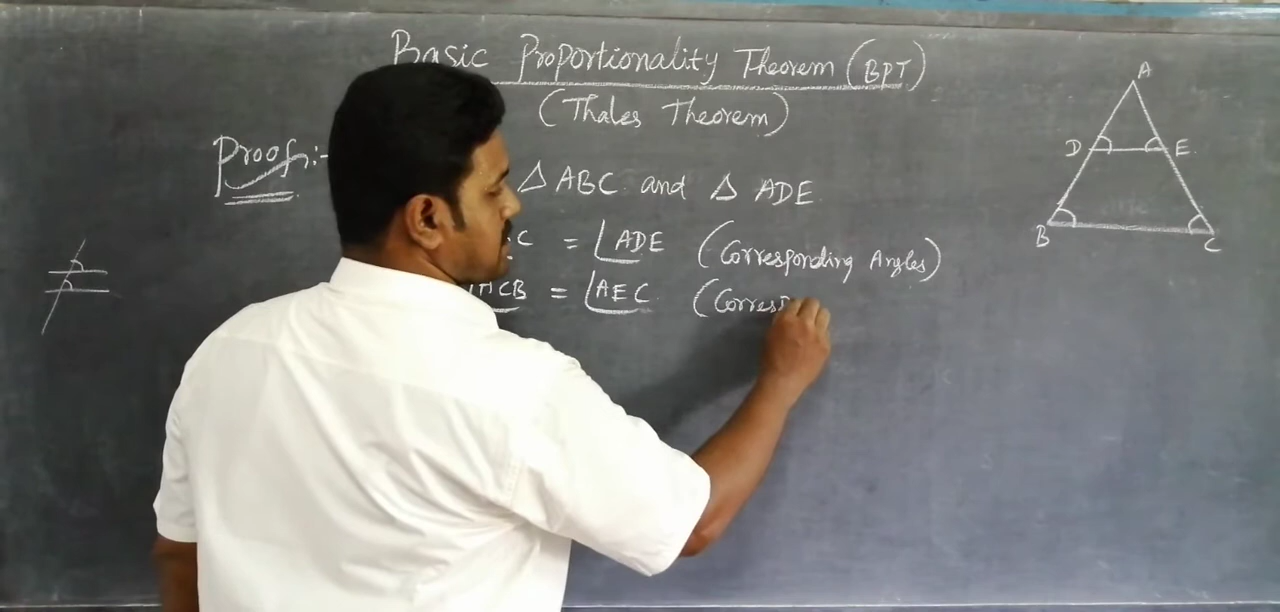 Basic Proportionality Theorem (BPT)
(Thales Theorem)
Proof:-
△ ABC and △ ADE
C = ∠ADE (Corresponding Angles)
CB = ∠AEC (Corres
A
D E
B C